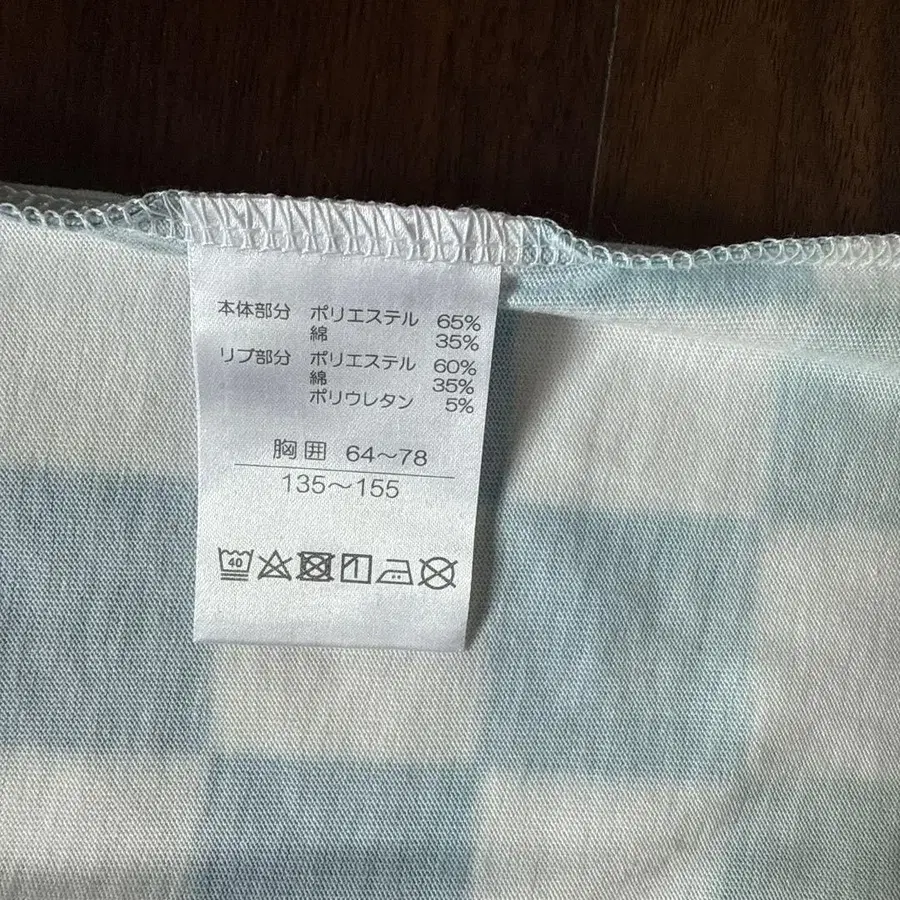 本体部分 ポリエステル 65%
綿 35%
リブ部分 ポリエステル 60%
綿 35%
ポリウレタン 5%
胸囲 64～78
135～155
40